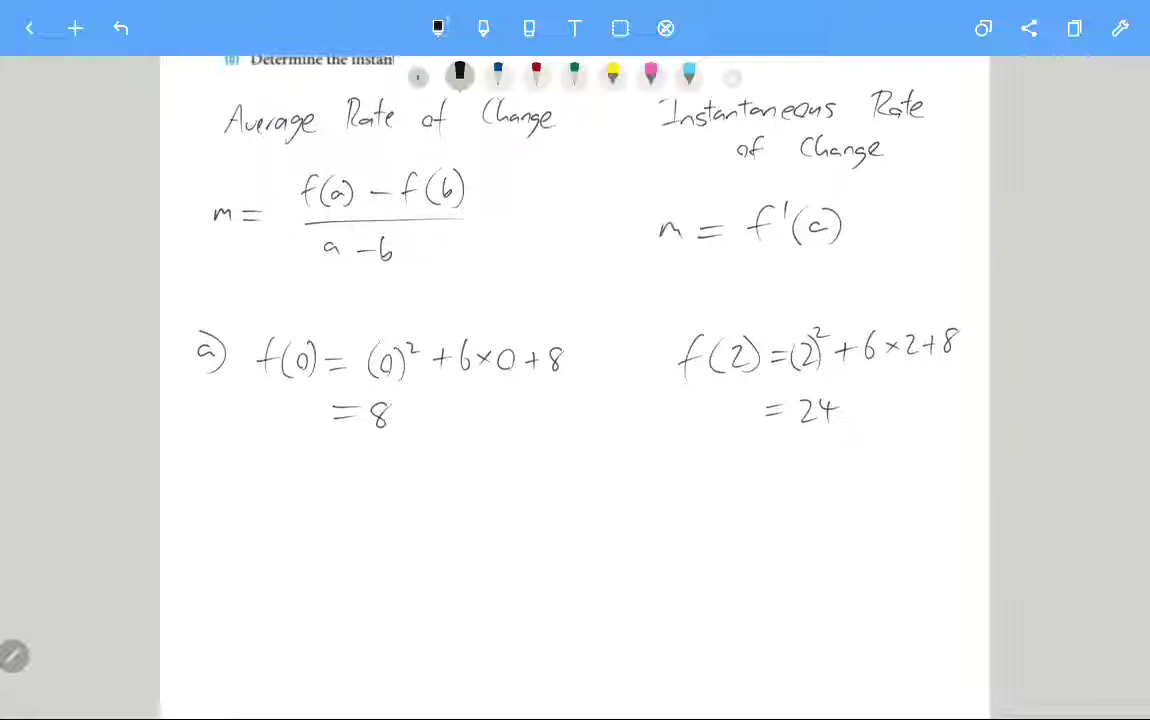 (b) Determine the instan
Average Rate of Change
m = f(a) - f(b) / a - b
Instantaneous Rate
of Change
m = f'(a)
a) f(0) = (0)² + 6×0 + 8
= 8
f(2) = (2)² + 6×2+8
= 24